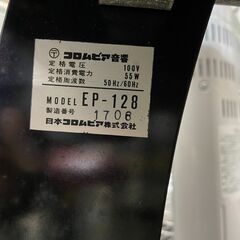 〒 コロムビア音響
定格電圧 100V
定格消費電力 55W
定格周波数 50Hz/60Hz
MODEL EP-128
製造番号 1706
日本コロムビア株式会社